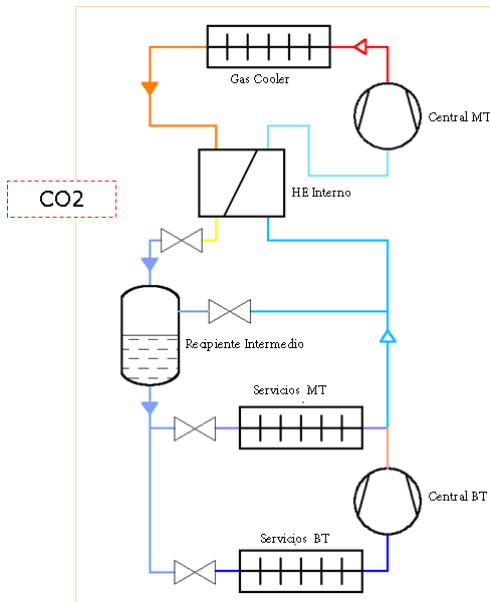 Gas Cooler
Central MT
HE Interno
CO2
Recipiente Intermedio
Servicios MT
Central BT
Servicios BT